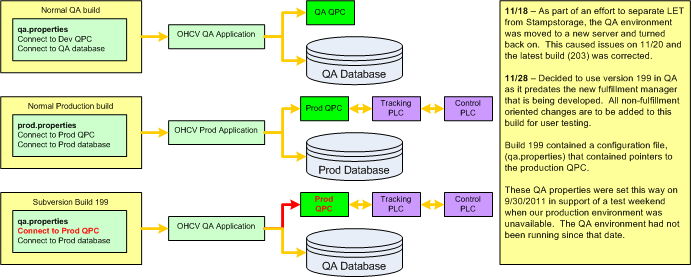 Normal QA build
qa.properties
Connect to Dev QPC
Connect to QA database
OHCV QA Application
QA QPC
QA Database
Normal Production build
prod.properties
Connect to Prod QPC
Connect to Prod database
OHCV Prod Application
Prod QPC
Tracking
PLC
Control
PLC
Prod Database
Subversion Build 199
qa.properties
Connect to Prod QPC
Connect to QA database
OHCV QA Application
Prod
QPC
Tracking
PLC
Control
PLC
QA Database
11/18 – As part of an effort to separate LET
from Stampstorage, the QA environment
was moved to a new server and turned
back on. This caused issues on 11/20 and
the latest build (203) was corrected.
11/28 – Decided to use version 199 in QA
as it predates the new fulfillment manager
that is being developed. All non-fulfillment
oriented changes are to be added to this
build for user testing.
Build 199 contained a configuration file,
(qa.properties) that contained pointers to
the production QPC.
These QA properties were set this way on
9/30/2011 in support of a test weekend
when our production environment was
unavailable. The QA environment had not
been running since that date.